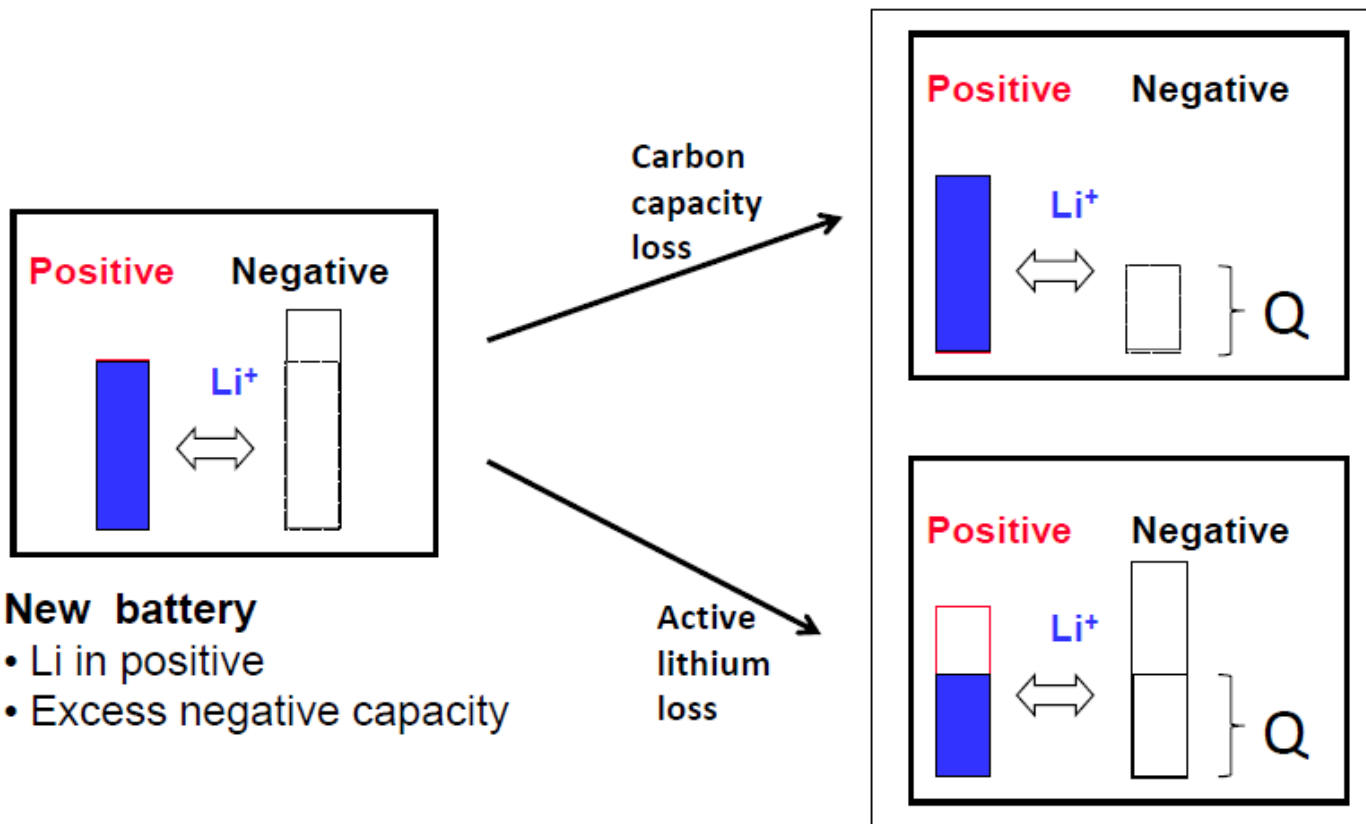 Positive Negative
Li⁺
New battery
• Li in positive
• Excess negative capacity
Carbon
capacity
loss
Active
lithium
loss
Positive Negative
Li⁺
Q
Positive Negative
Li⁺
Q